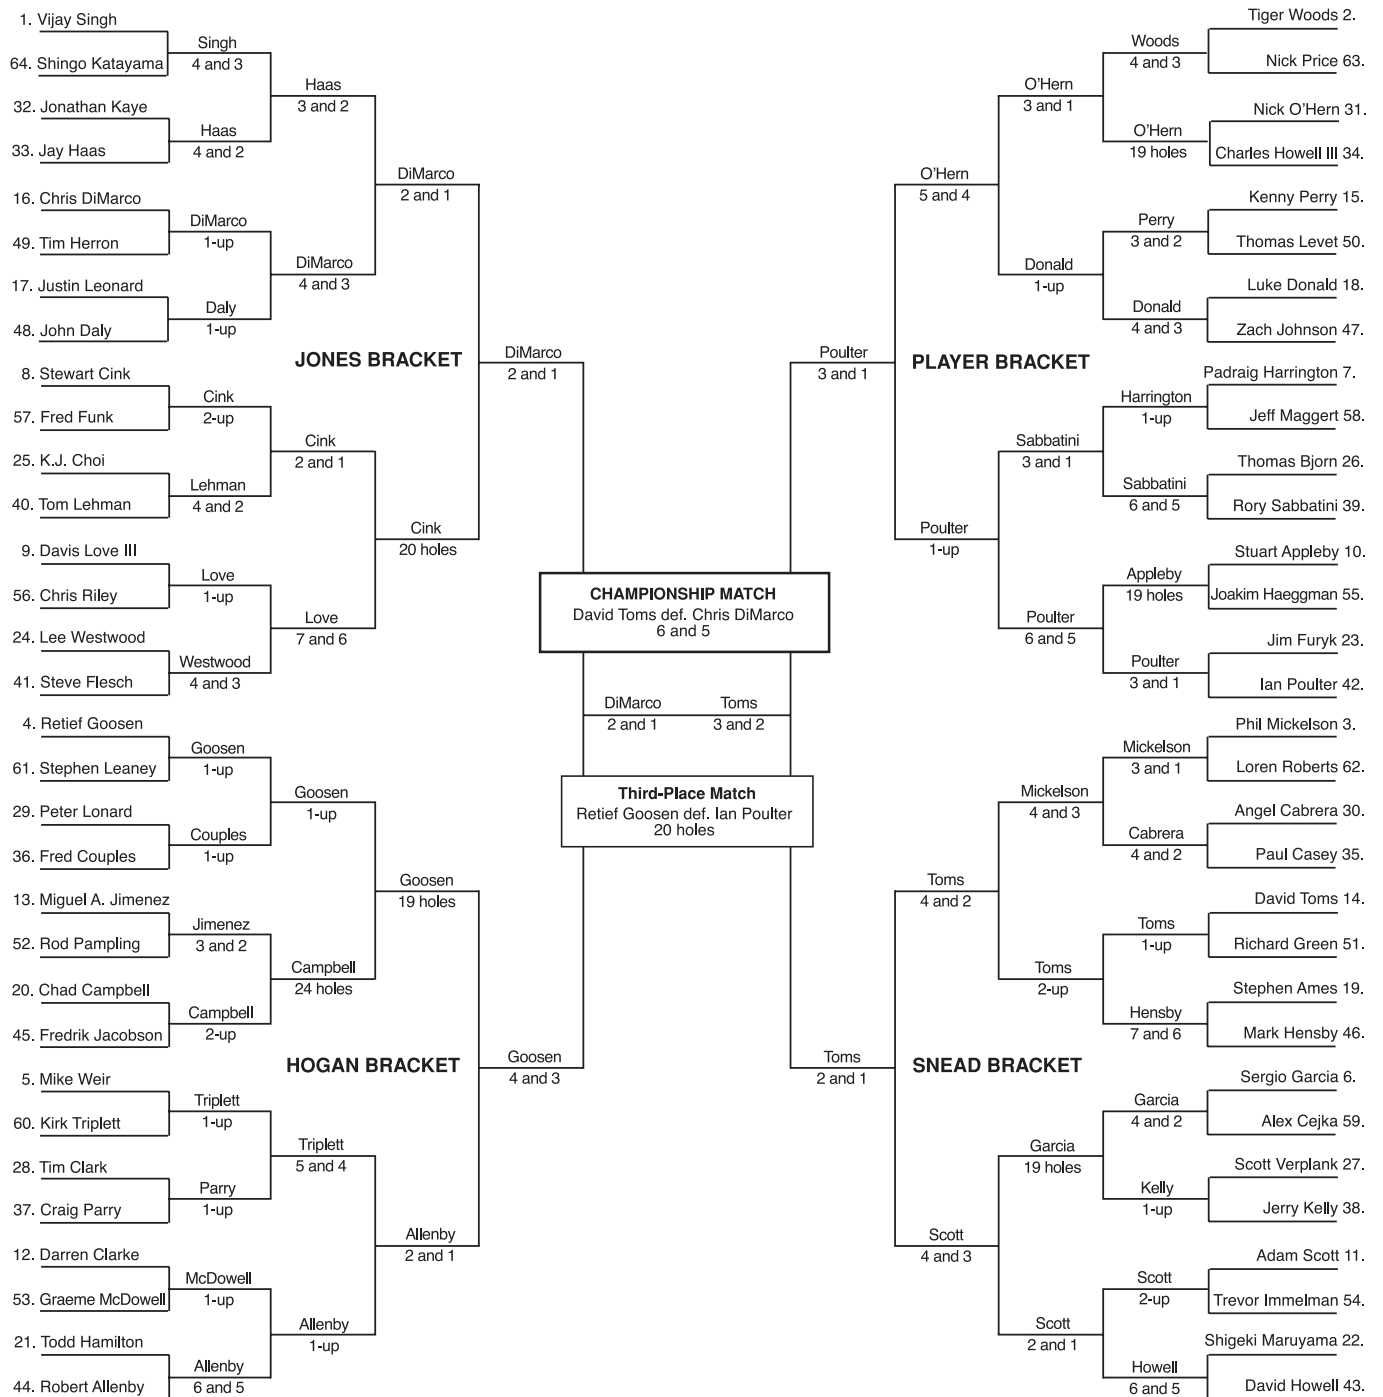 1. Vijay Singh
64. Shingo Katayama
32. Jonathan Kaye
33. Jay Haas
16. Chris DiMarco
49. Tim Herron
17. Justin Leonard
48. John Daly
8. Stewart Cink
57. Fred Funk
25. K.J. Choi
40. Tom Lehman
9. Davis Love III
56. Chris Riley
24. Lee Westwood
41. Steve Flesch
4. Retief Goosen
61. Stephen Leaney
29. Peter Lonard
36. Fred Couples
13. Miguel A. Jimenez
52. Rod Pampling
20. Chad Campbell
45. Fredrik Jacobson
5. Mike Weir
60. Kirk Triplett
28. Tim Clark
37. Craig Parry
12. Darren Clarke
53. Graeme McDowell
21. Todd Hamilton
44. Robert Allenby
Singh
4 and 3
Haas
4 and 2
DiMarco
1-up
Daly
1-up
Cink
2-up
Lehman
4 and 2
Love
1-up
Westwood
4 and 3
Goosen
1-up
Couples
1-up
Jimenez
3 and 2
Campbell
2-up
Triplett
1-up
Parry
1-up
McDowell
1-up
Allenby
6 and 5
Haas
3 and 2
DiMarco
4 and 3
Cink
2 and 1
Love
7 and 6
Goosen
1-up
Campbell
24 holes
Triplett
5 and 4
Allenby
1-up
DiMarco
2 and 1
Cink
20 holes
Goosen
19 holes
Allenby
2 and 1
JONES BRACKET
HOGAN BRACKET
DiMarco
2 and 1
Goosen
4 and 3
CHAMPIONSHIP MATCH
David Toms def. Chris DiMarco
6 and 5
DiMarco
2 and 1
Toms
3 and 2
Third-Place Match
Retief Goosen def. Ian Poulter
20 holes
Poulter
3 and 1
Toms
2 and 1
PLAYER BRACKET
SNEAD BRACKET
O'Hern
5 and 4
Poulter
1-up
Toms
4 and 2
Scott
4 and 3
O'Hern
3 and 1
Donald
1-up
Sabbatini
3 and 1
Poulter
6 and 5
Mickelson
4 and 3
Toms
2-up
Garcia
19 holes
Scott
2 and 1
Woods
4 and 3
O'Hern
19 holes
Perry
3 and 2
Donald
4 and 3
Harrington
1-up
Sabbatini
6 and 5
Appleby
19 holes
Poulter
3 and 1
Mickelson
3 and 1
Cabrera
4 and 2
Toms
1-up
Hensby
7 and 6
Garcia
4 and 2
Kelly
1-up
Scott
2-up
Howell
6 and 5
Tiger Woods 2.
Nick Price 63.
Nick O'Hern 31.
Charles Howell III 34.
Kenny Perry 15.
Thomas Levet 50.
Luke Donald 18.
Zach Johnson 47.
Padraig Harrington 7.
Jeff Maggert 58.
Thomas Bjorn 26.
Rory Sabbatini 39.
Stuart Appleby 10.
Joakim Haeggman 55.
Jim Furyk 23.
Ian Poulter 42.
Phil Mickelson 3.
Loren Roberts 62.
Angel Cabrera 30.
Paul Casey 35.
David Toms 14.
Richard Green 51.
Stephen Ames 19.
Mark Hensby 46.
Sergio Garcia 6.
Alex Cejka 59.
Scott Verplank 27.
Jerry Kelly 38.
Adam Scott 11.
Trevor Immelman 54.
Shigeki Maruyama 22.
David Howell 43.